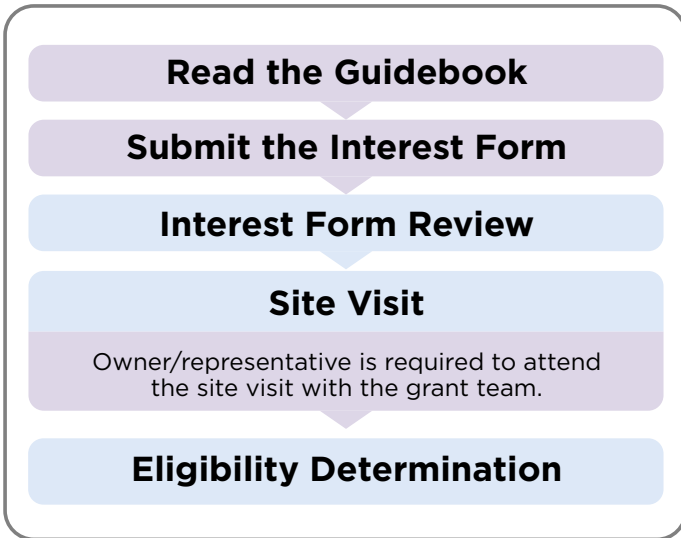 Read the Guidebook
Submit the Interest Form
Interest Form Review
Site Visit
Owner/representative is required to attend
the site visit with the grant team.
Eligibility Determination